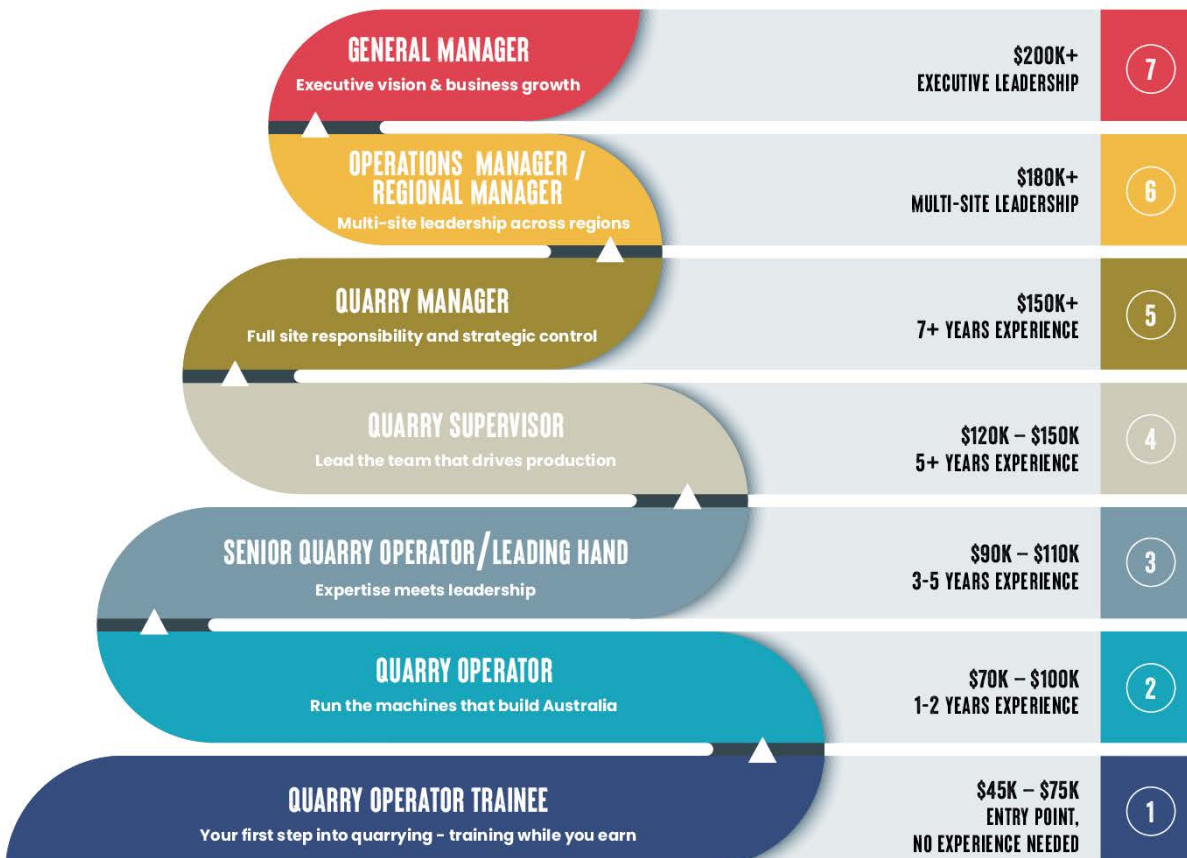 GENERAL MANAGER
Executive vision & business growth
$200K+
EXECUTIVE LEADERSHIP
7
OPERATIONS MANAGER /
REGIONAL MANAGER
Multi-site leadership across regions
$180K+
MULTI-SITE LEADERSHIP
6
QUARRY MANAGER
Full site responsibility and strategic control
$150K+
7+ YEARS EXPERIENCE
5
QUARRY SUPERVISOR
Lead the team that drives production
$120K – $150K
5+ YEARS EXPERIENCE
4
SENIOR QUARRY OPERATOR/LEADING HAND
Expertise meets leadership
$90K – $110K
3-5 YEARS EXPERIENCE
3
QUARRY OPERATOR
Run the machines that build Australia
$70K – $100K
1-2 YEARS EXPERIENCE
2
QUARRY OPERATOR TRAINEE
Your first step into quarrying - training while you earn
$45K – $75K
ENTRY POINT,
NO EXPERIENCE NEEDED
1